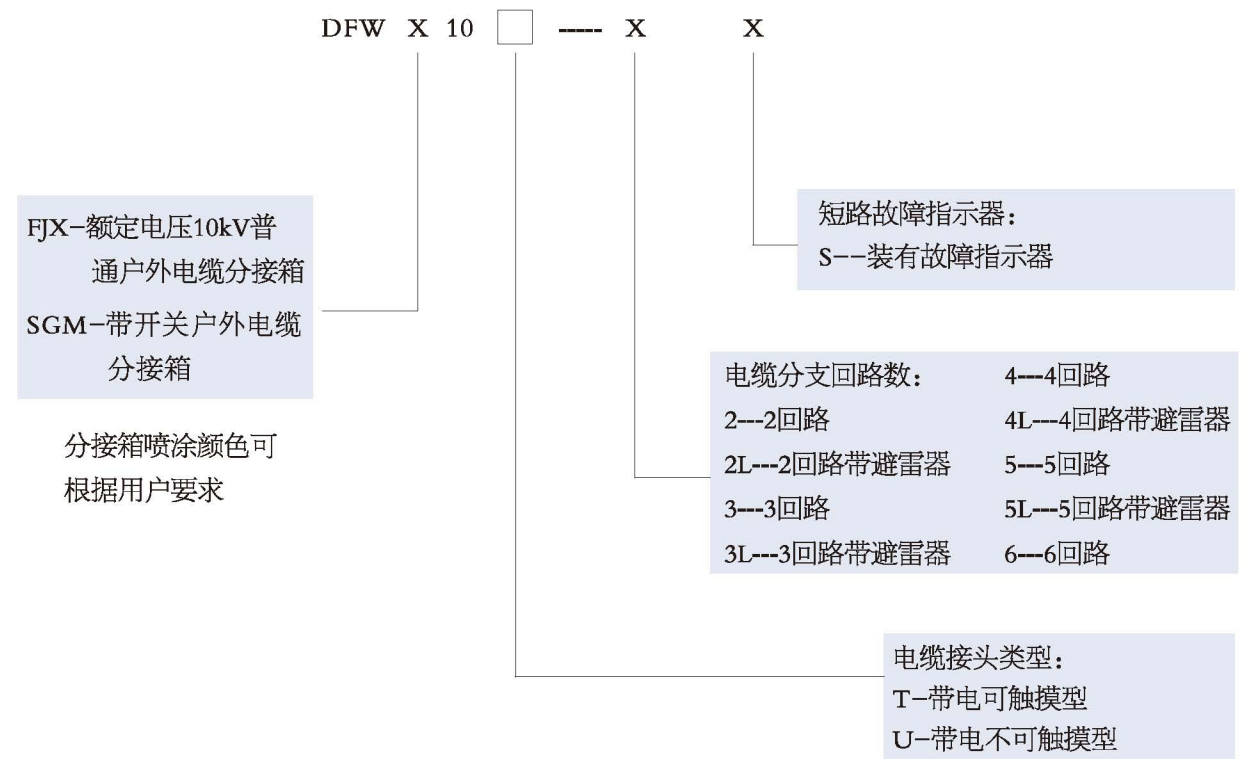 DFW X 10 ----- X X
FJX-额定电压10kV普
通户外电缆分接箱
SGM-带开关户外电缆
分接箱
分接箱喷涂颜色可
根据用户要求
短路故障指示器：
S--装有故障指示器
电缆分支回路数：
2---2回路
2L---2回路带避雷器
3---3回路
3L---3回路带避雷器
4---4回路
4L---4回路带避雷器
5---5回路
5L---5回路带避雷器
6---6回路
电缆接头类型：
T-带电可触摸型
U-带电不可触摸型